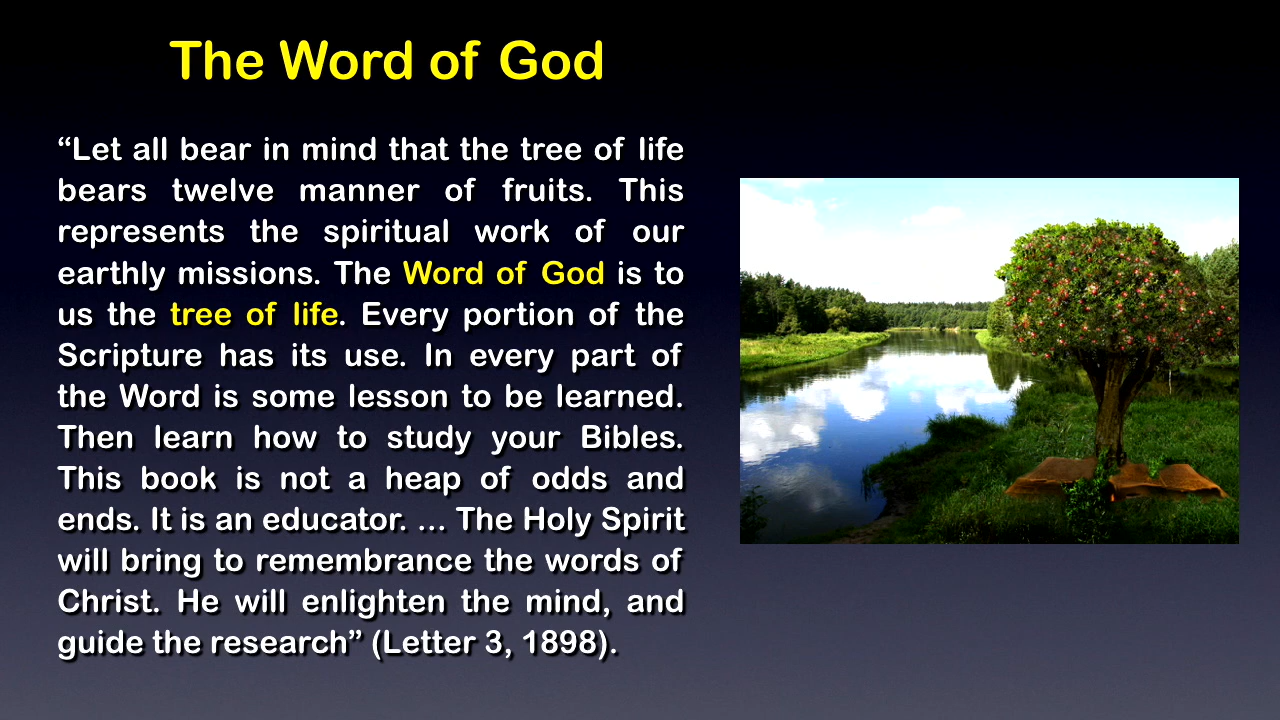 The Word of God
“Let all bear in mind that the tree of life
bears twelve manner of fruits. This
represents the spiritual work of our
earthly missions. The Word of God is to
us the tree of life. Every portion of the
Scripture has its use. In every part of
the Word is some lesson to be learned.
Then learn how to study your Bibles.
This book is not a heap of odds and
ends. It is an educator. ... The Holy Spirit
will bring to remembrance the words of
Christ. He will enlighten the mind, and
guide the research” (Letter 3, 1898).